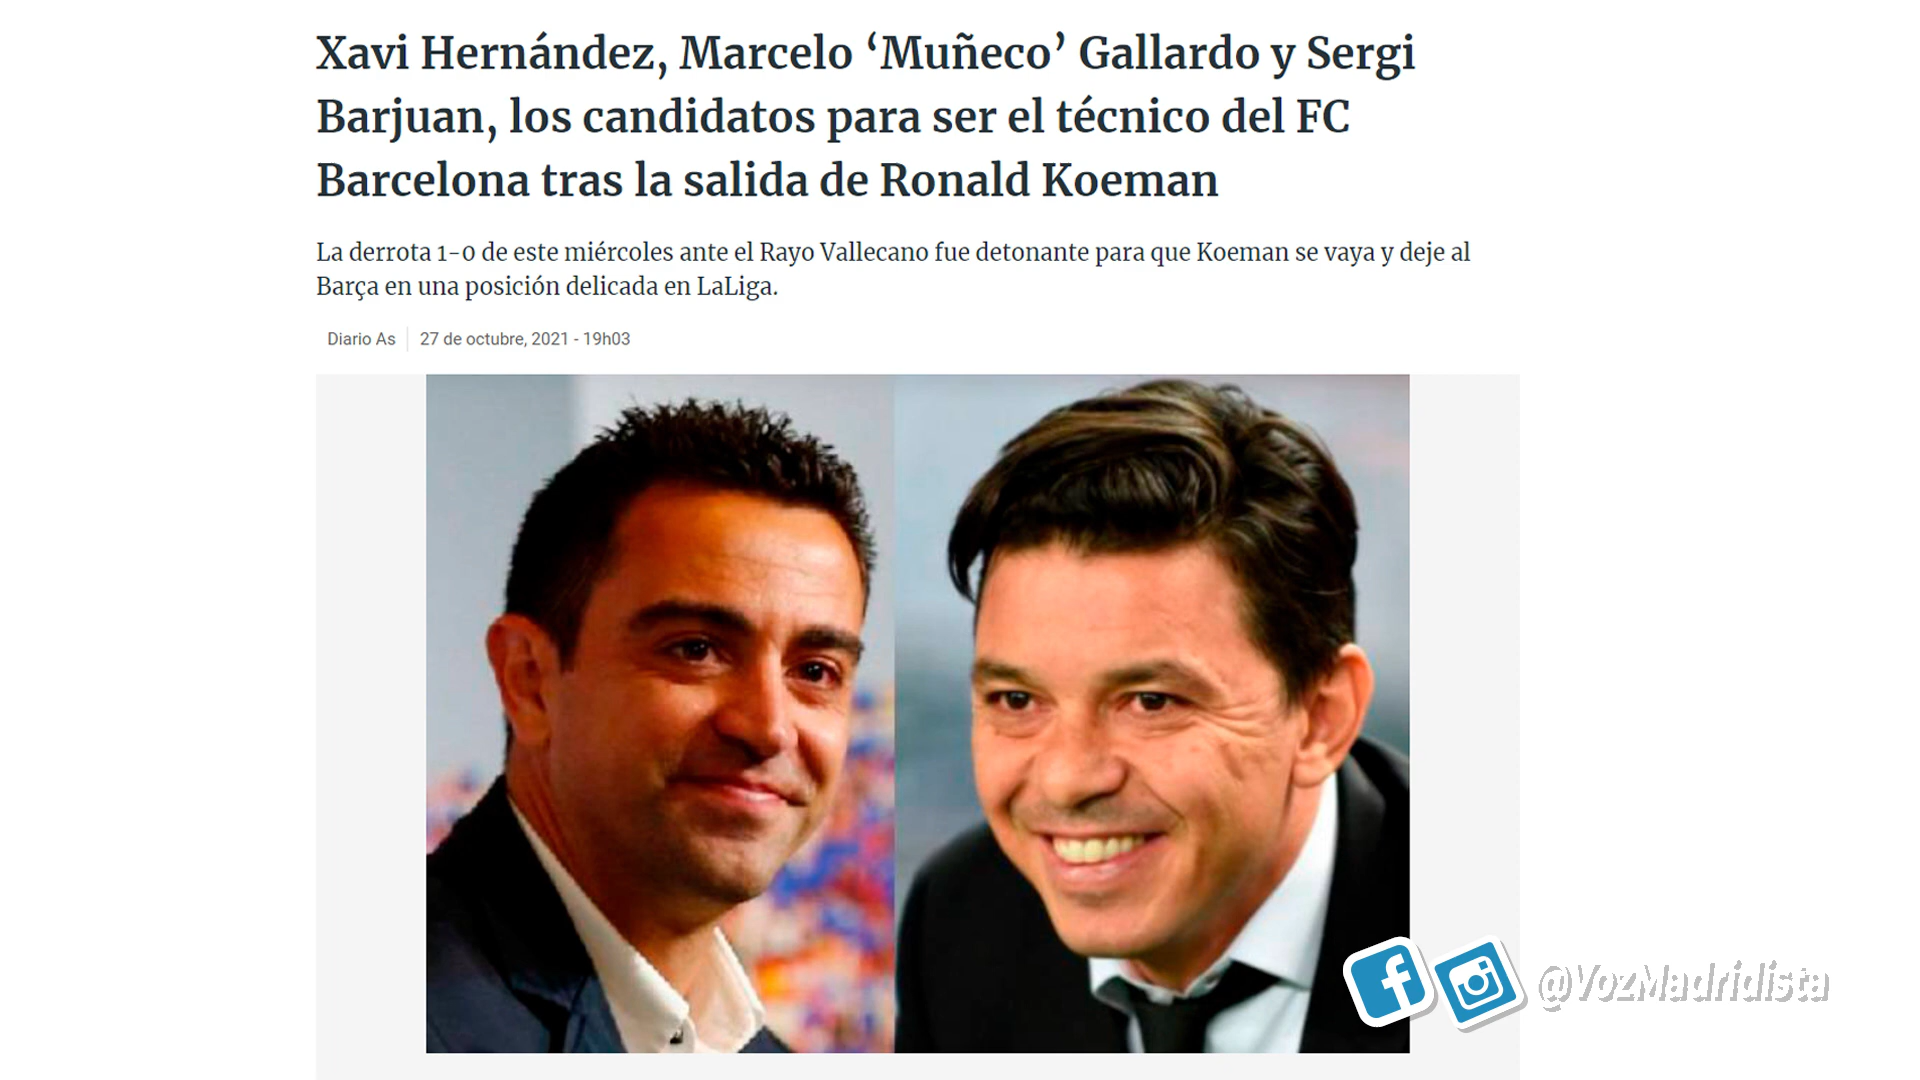 Xavi Hernández, Marcelo ‘Muñeco’ Gallardo y Sergi
Barjuan, los candidatos para ser el técnico del FC
Barcelona tras la salida de Ronald Koeman
La derrota 1-0 de este miércoles ante el Rayo Vallecano fue detonante para que Koeman se vaya y deje al
Barça en una posición delicada en LaLiga.
Diario As | 27 de octubre, 2021 - 19h03
@VozMadridista